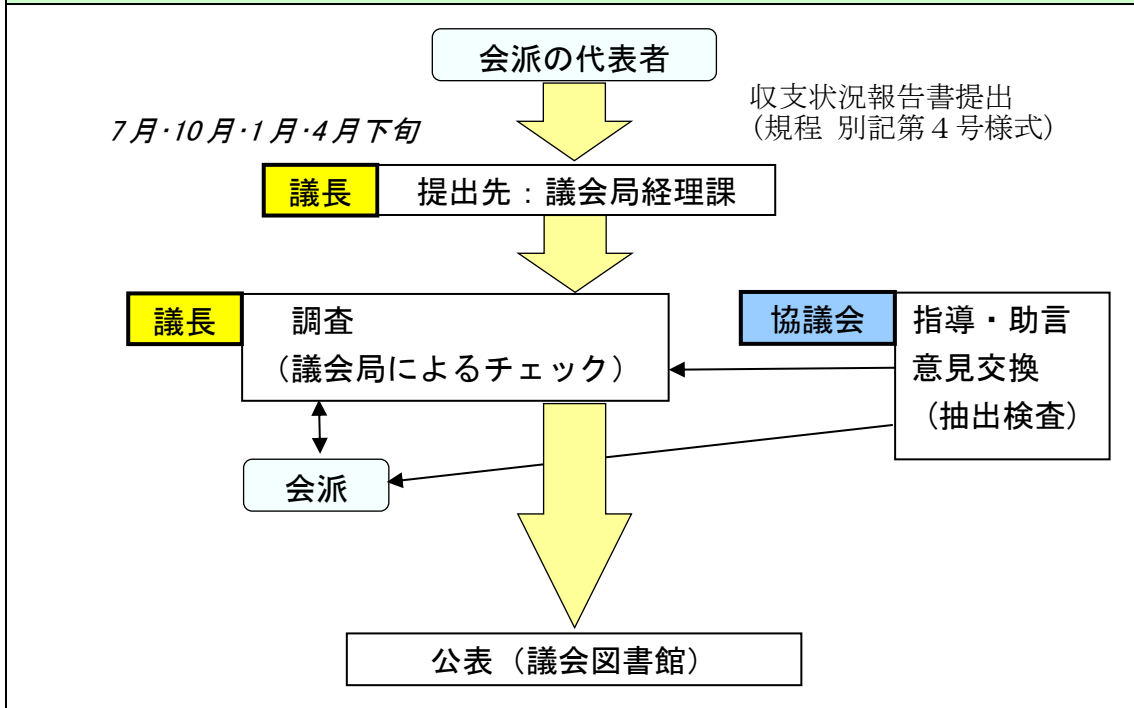 会派の代表者
収支状況報告書提出
(規程 別記第４号様式)
7月･10月･1月･4月下旬
議長
提出先：議会局経理課
議長
調査
（議会局によるチェック）
協議会
指導・助言
意見交換
（抽出検査）
会派
公表（議会図書館）